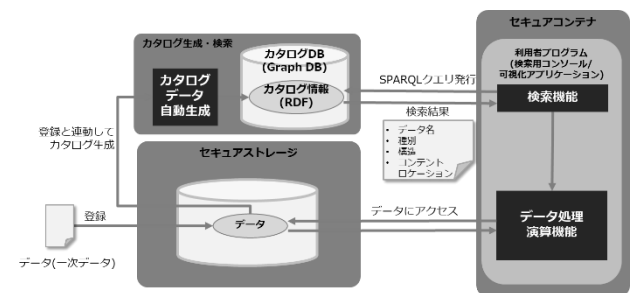 カタログ生成・検索
カタログ
データ
自動生成
カタログDB
(Graph DB)
カタログ情報
(RDF)
登録と連動して
カタログ生成
セキュアストレージ
データ
登録
データ(一次データ)
SPARQLクエリ発行
検索結果
• データ名
• 種別
• 構造
• コンテント
ロケーション
データにアクセス
セキュアコンテナ
利用者プログラム
(検索用コンソール/
可視化アプリケーション)
検索機能
データ処理
演算機能